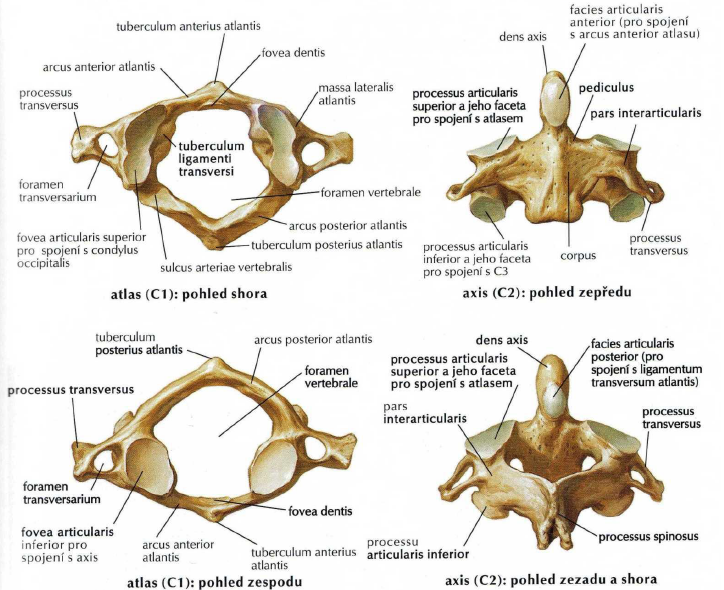 tuberculum anterius atlantis
fovea dentis
arcus anterior atlantis
processus
transversus
massa lateralis
atlantis
tuberculum
ligamenti
transversi
foramen
transversarium
foramen vertebrale
arcus posterior atlantis
fovea articularis superior
pro spojení s condylus
occipitalis
tuberculum posterius atlantis
sulcus arteriae vertebralis
atlas (C1): pohled shora
facies articularis
anterior (pro spojení
s arcus anterior atlasu)
dens axis
processus articularis
superior a jeho faceta
pro spojení s atlasem
pediculus
pars interarticularis
processus articularis
inferior a jeho faceta
pro spojení s C3
corpus
processus
transversus
axis (C2): pohled zepředu
tuberculum
posterius atlantis
arcus posterior atlantis
foramen
vertebrale
processus transversus
foramen
transversarium
fovea dentis
fovea articularis
inferior pro
spojení s axis
arcus anterior
atlantis
tuberculum anterius
atlantis
atlas (C1): pohled zespodu
dens axis
facies articularis
posterior (pro
spojení s ligamentum
transversum atlantis)
processus articularis
superior a jeho faceta
pro spojení s atlasem
pars
interarticularis
processus
transversus
processus spinosus
processu
articularis inferior
axis (C2): pohled zezadu a shora